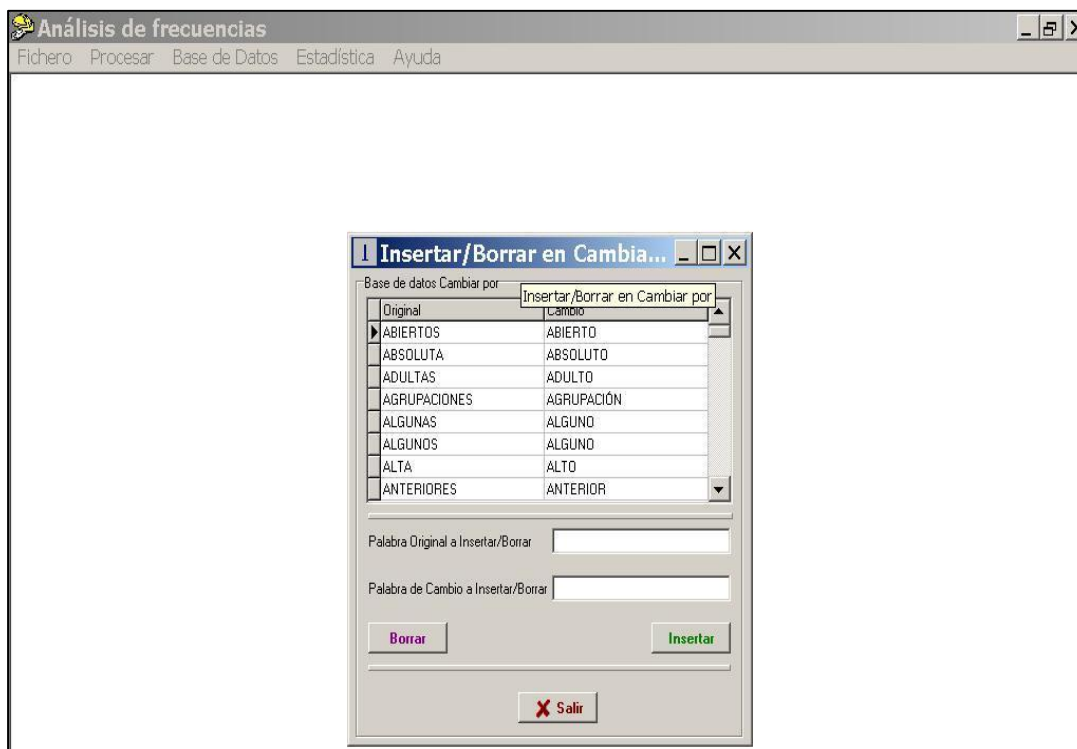 Análisis de frecuencias
Fichero Procesar Base de Datos Estadística Ayuda
Insertar/Borrar en Cambia...
Base de datos Cambiar por
Insertar/Borrar en Cambiar por
Original Cambio
ABIERTOS ABIERTO
ABSOLUTA ABSOLUTO
ADULTAS ADULTO
AGRUPACIONES AGRUPACIÓN
ALGUNAS ALGUNO
ALGUNOS ALGUNO
ALTA ALTO
ANTERIORES ANTERIOR
Palabra Original a Insertar/Borrar
Palabra de Cambio a Insertar/Borrar
Borrar Insertar
Salir